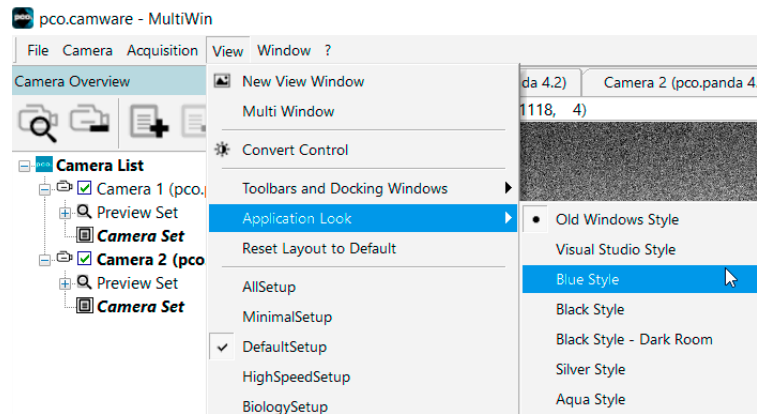 pco. pco.camware - MultiWin
File Camera Acquisition View Window ?
Camera Overview
New View Window
Multi Window
Convert Control
Toolbars and Docking Windows
Application Look
Reset Layout to Default
AllSetup
MinimalSetup
DefaultSetup
HighSpeedSetup
BiologySetup
pco. Camera List
Camera 1 (pco.
Preview Set
Camera Set
Camera 2 (pco
Preview Set
Camera Set
da 4.2) Camera 2 (pco.panda 4.
1118, 4)
Old Windows Style
Visual Studio Style
Blue Style
Black Style
Black Style - Dark Room
Silver Style
Aqua Style